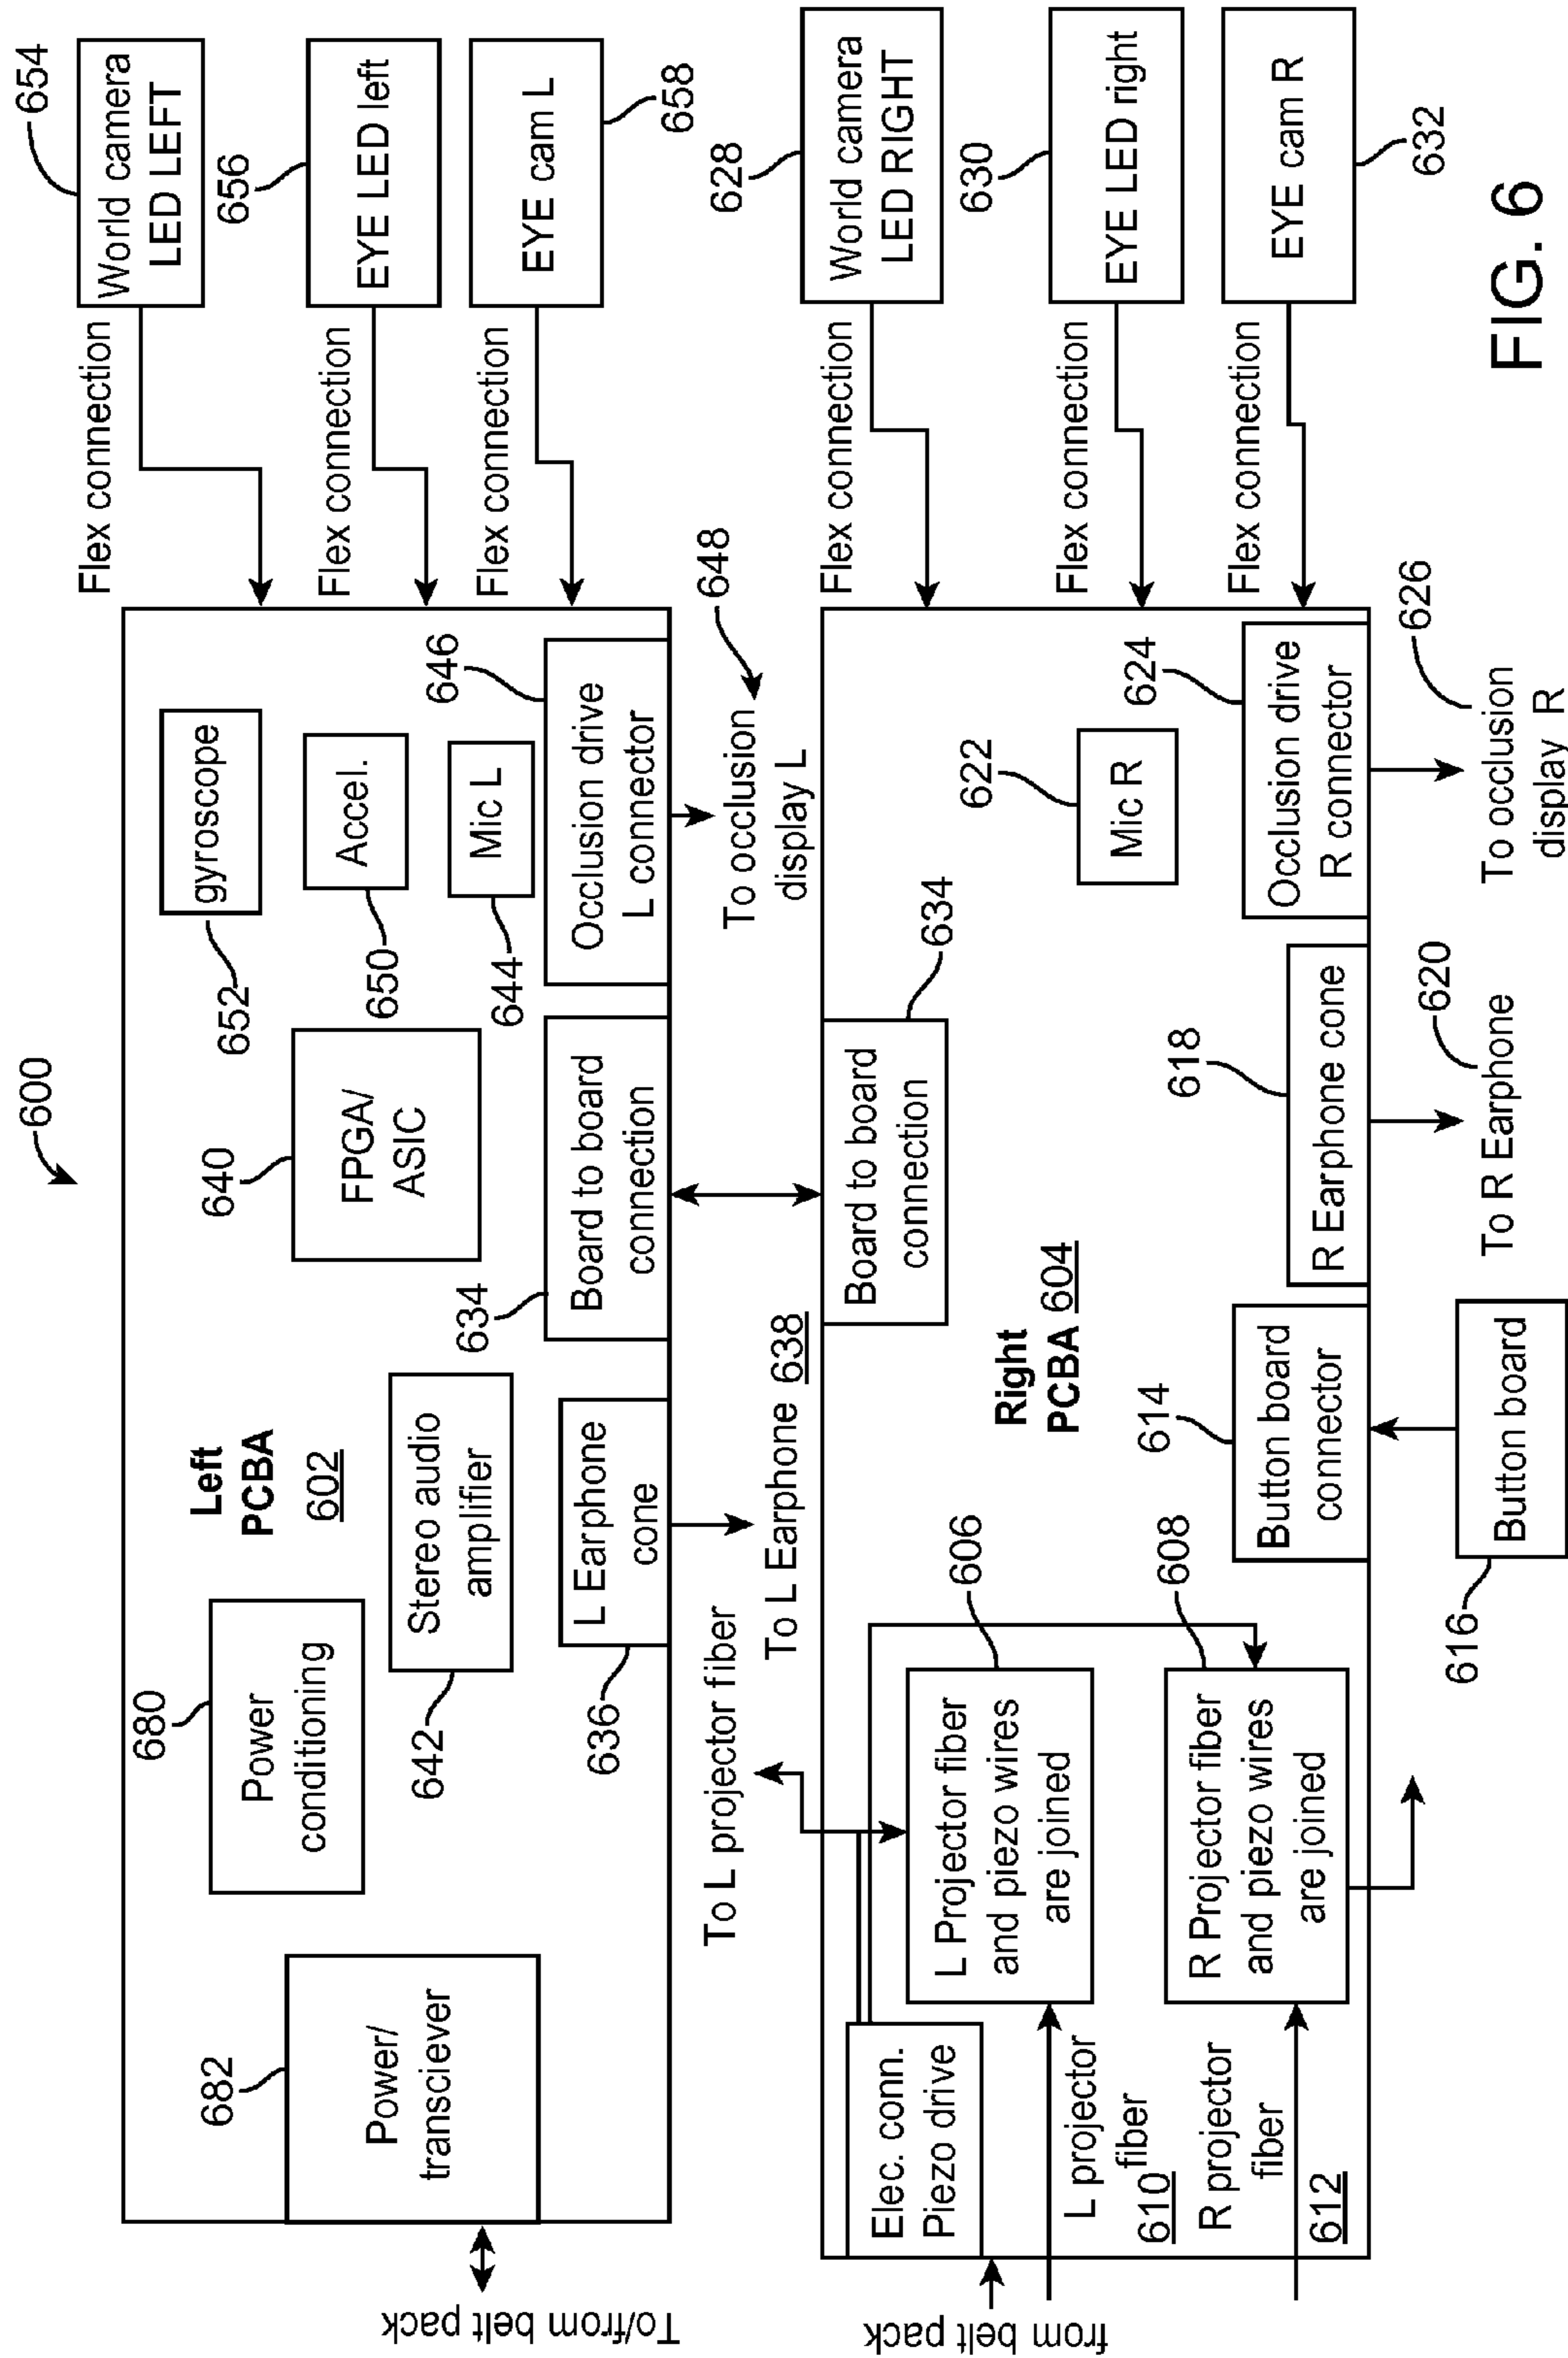 600
Left
PCBA
602
682
Power/
transciever
To/from belt pack
680
Power
conditioning
642
Stereo audio
amplifier
636
L Earphone
cone
To L Earphone 638
640
FPGA/
ASIC
634
Board to board
connection
652
gyroscope
650
Accel.
644
Mic L
646
Occlusion drive
L connector
648
To occlusion
display L
Flex connection
World camera
LED LEFT
654
Flex connection
EYE LED left
656
Flex connection
EYE cam L
658
To L projector fiber
Right
PCBA 604
Elec. conn.
Piezo drive
from belt pack
L projector
fiber
610
R projector
fiber
612
606
L Projector fiber
and piezo wires
are joined
608
R Projector fiber
and piezo wires
are joined
634
Board to board
connection
614
Button board
connector
616
Button board
618
R Earphone cone
620
To R Earphone
622
Mic R
624
Occlusion drive
R connector
626
To occlusion
display R
Flex connection
World camera
LED RIGHT
628
Flex connection
EYE LED right
630
Flex connection
EYE cam R
632
FIG. 6